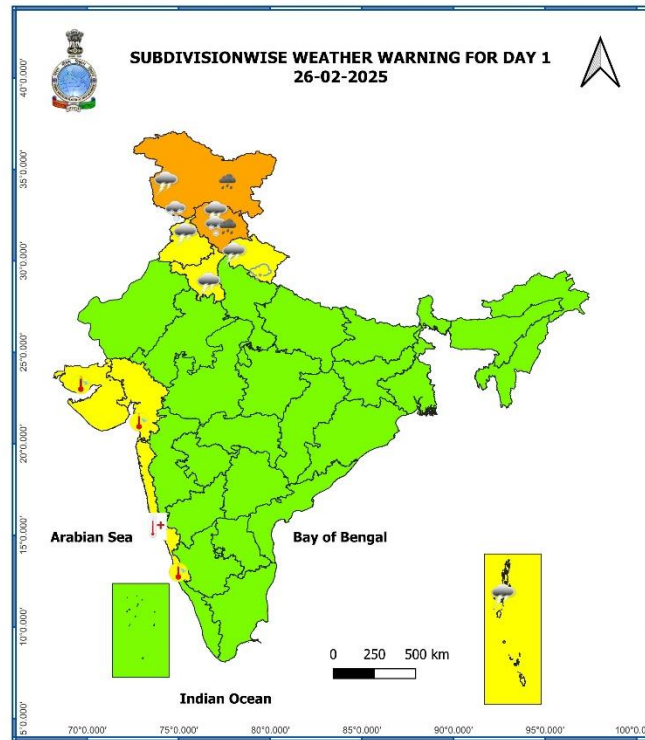 SUBDIVISIONWISE WEATHER WARNING FOR DAY 1
26-02-2025
40°0.000'
35°0.000'
30°0.000'
25°0.000'
20°0.000'
15°0.000'
10°0.000'
5°0.000'
Arabian Sea
Bay of Bengal
0 250 500 km
Indian Ocean
70°0.000' 75°0.000' 80°0.000' 85°0.000' 90°0.000' 95°0.000' 100°0.0